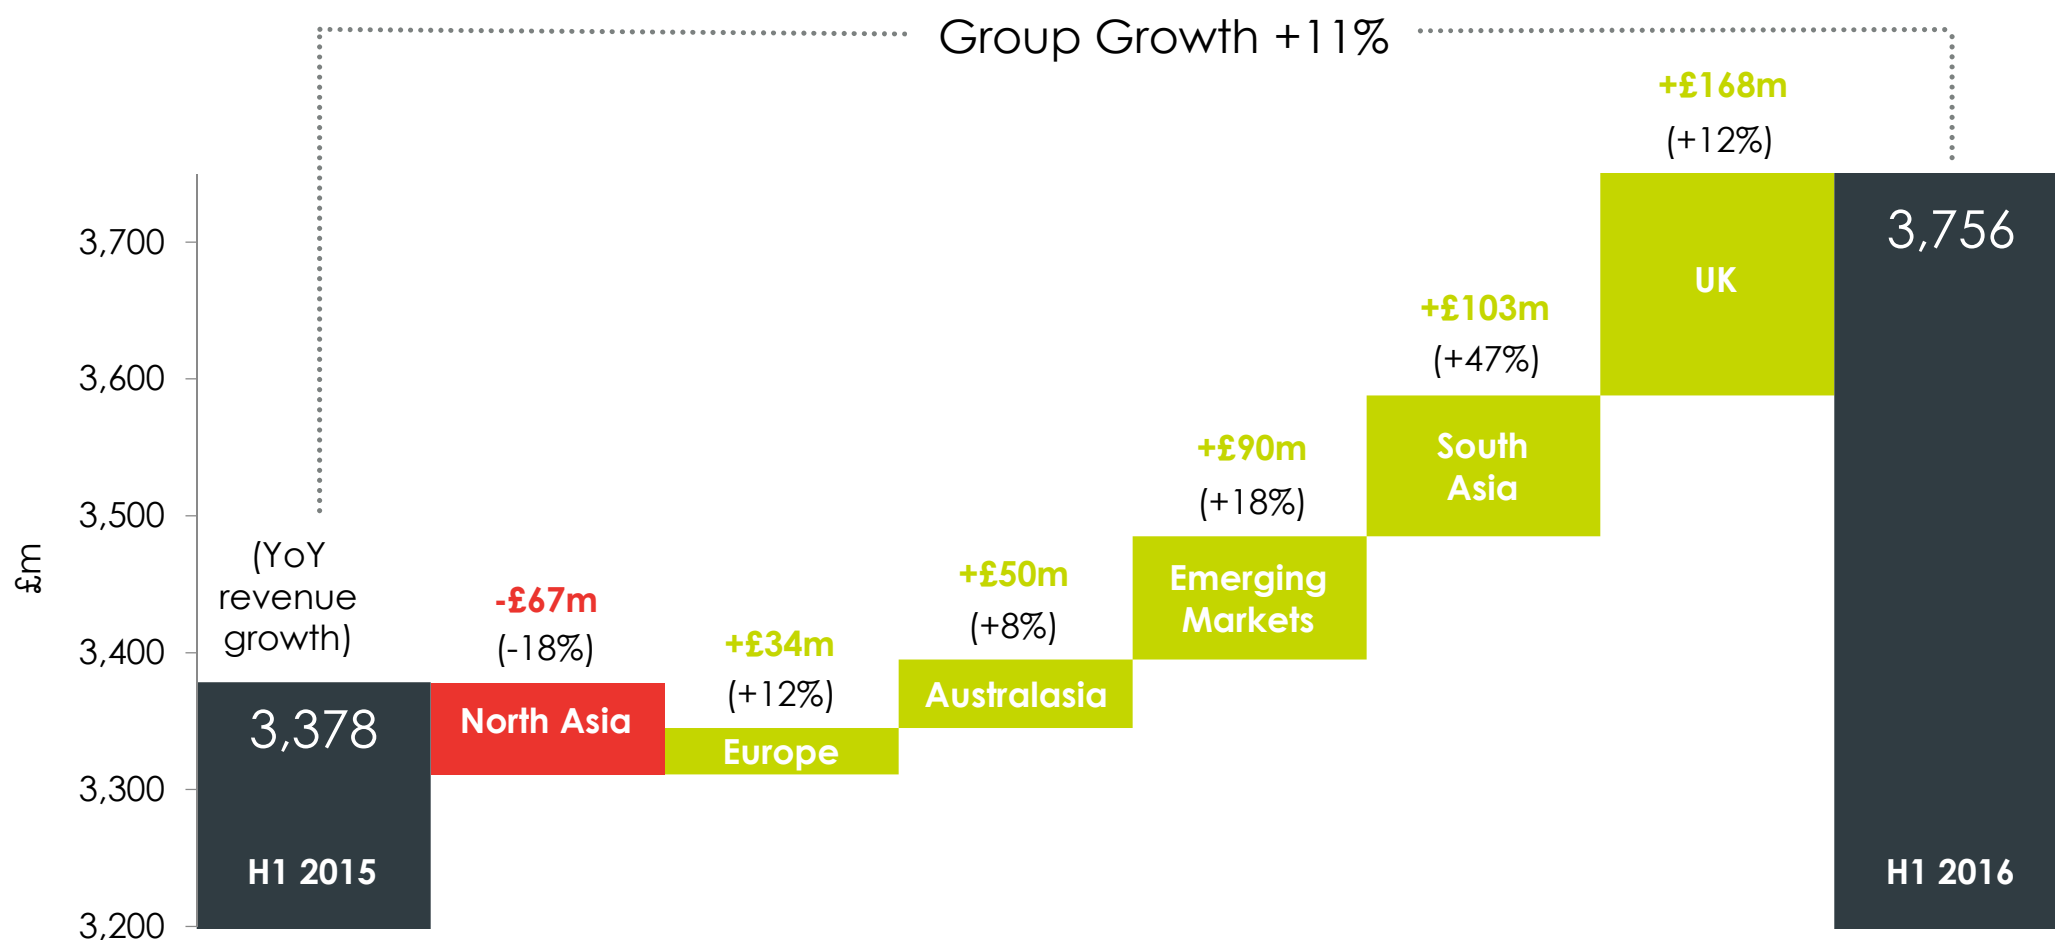 Group Growth +11%
+£168m
(+12%)
3,700
3,756
UK
+£103m
(+47%)
3,600
+£90m
(+18%)
South
Asia
3,500
(YoY
revenue
growth)
£m
-£67m
(-18%)
+£34m
(+12%)
+£50m
(+8%)
Emerging
Markets
3,400
3,378
North Asia
Europe
Australasia
3,300
H1 2015
H1 2016
3,200